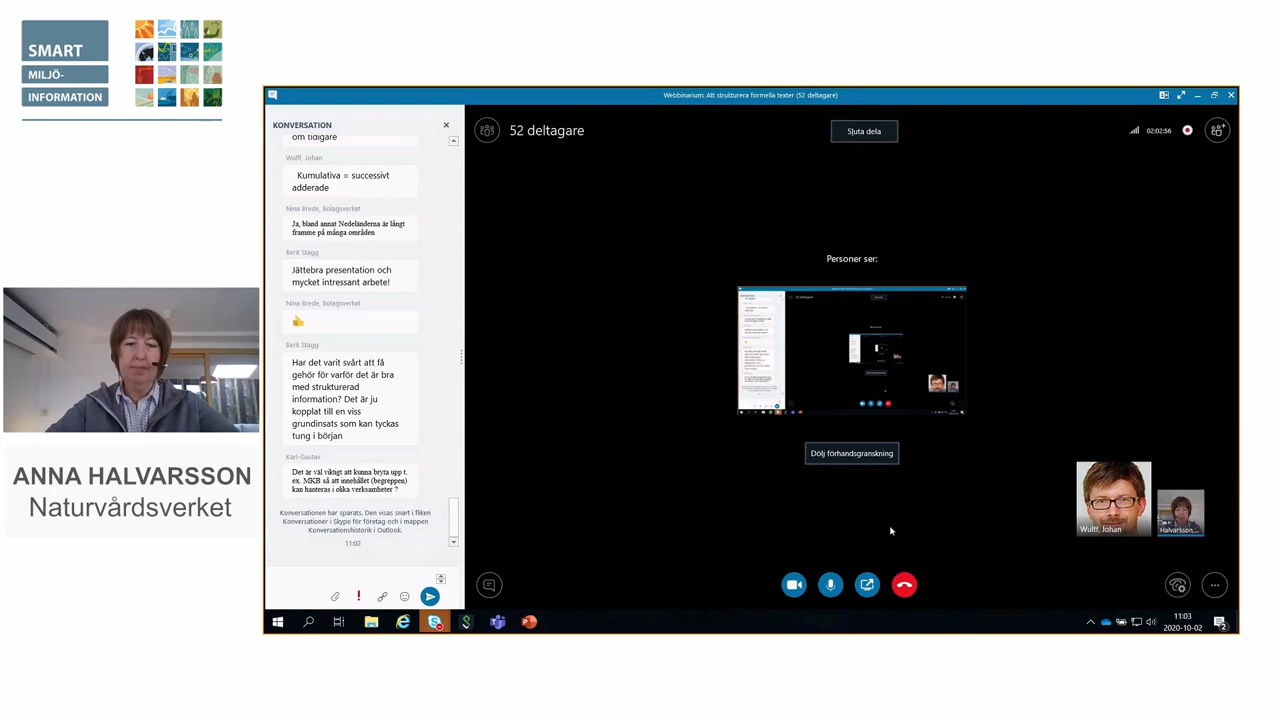 SMART
MILJÖ-
INFORMATION
ANNA HALVARSSON
Naturvårdsverket
Webbinarium: Att strukturera formella texter (52 deltagare)
KONVERSATION
om tidigare
Wulff, Johan
Kumulativa = successivt
adderade
Nina Brede, Bolagsverket
Ja, bland annat Nedeländerna är långt
framme på många områden
Berit Stagg
Jättebra presentation och
mycket intressant arbete!
Nina Brede, Bolagsverket
Berit Stagg
Har det varit svårt att få
gehör för varför det är bra
med strukturerad
information? Det är ju
kopplat till en viss
grundinsats som kan tyckas
tung i början
Karl-Gustav
Det är väl viktigt att kunna bryta upp t.
ex. MKB så att innehållet (begreppen)
kan hanteras i olika verksamheter ?
Konversationen har sparats. Den visas snart i fliken
Konversationer i Skype för företag och i mappen
Konversationshistorik i Outlook.
11:02
52 deltagare
Sluta dela
02:02:56
Personer ser:
Dölj förhandsgranskning
Wulff, Johan
Halvarsson,...
11:03
2020-10-02
2